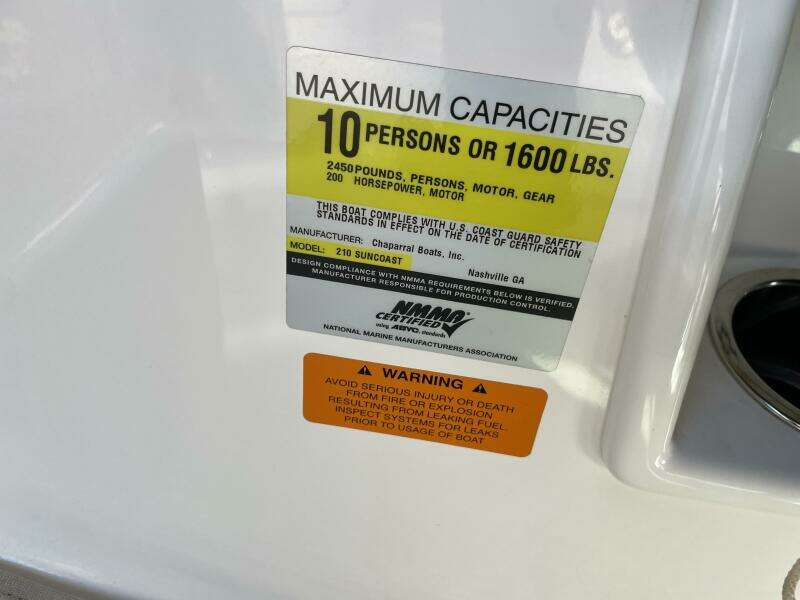 MAXIMUM CAPACITIES
10 PERSONS OR 1600 LBS.
2450 POUNDS, PERSONS, MOTOR, GEAR
200 HORSEPOWER, MOTOR
THIS BOAT COMPLIES WITH U.S. COAST GUARD SAFETY
STANDARDS IN EFFECT ON THE DATE OF CERTIFICATION
MANUFACTURER: Chaparral Boats, Inc.
Nashville GA
MODEL: 210 SUNCOAST
DESIGN COMPLIANCE WITH NMMA REQUIREMENTS BELOW IS VERIFIED.
MANUFACTURER RESPONSIBLE FOR PRODUCTION CONTROL.
NMMA®
CERTIFIED
using ABYC standards
NATIONAL MARINE MANUFACTURERS ASSOCIATION
⚠ WARNING ⚠
AVOID SERIOUS INJURY OR DEATH
FROM FIRE OR EXPLOSION
RESULTING FROM LEAKING FUEL.
INSPECT SYSTEMS FOR LEAKS
PRIOR TO USAGE OF BOAT